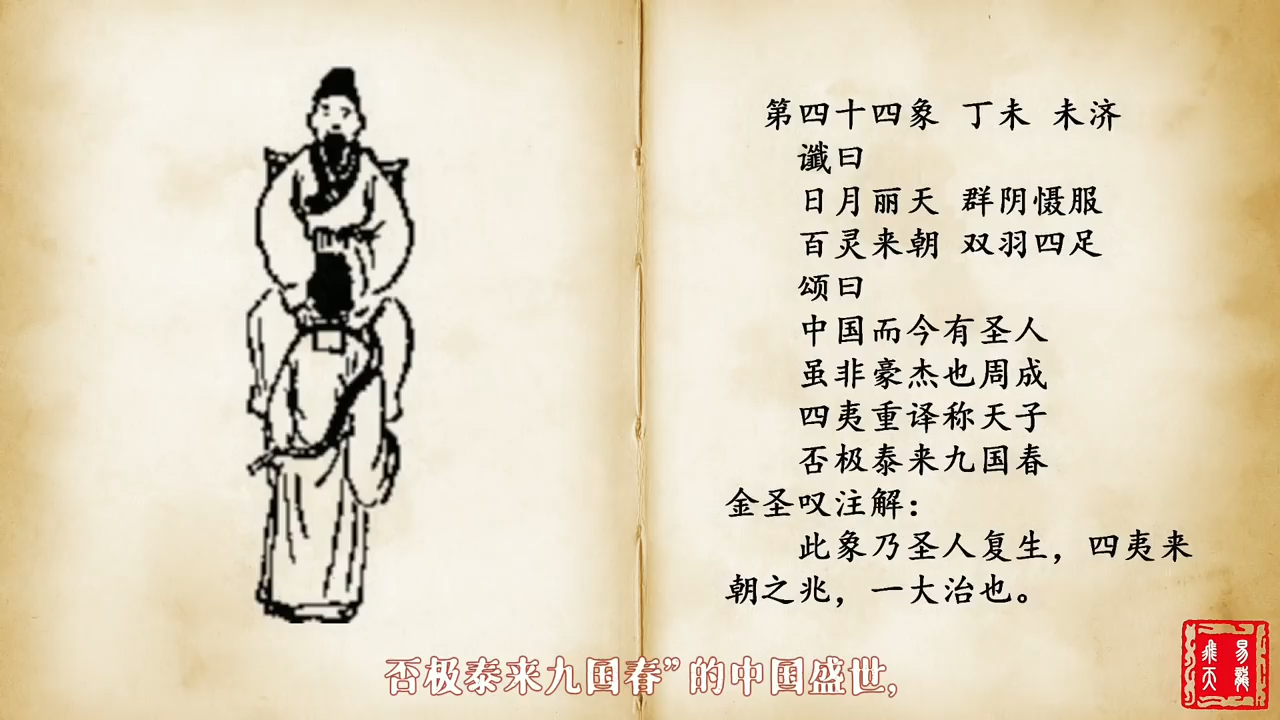 第四十四象 丁未 未济
谶曰
日月丽天 群阴慑服
百灵来朝 双羽四足
颂曰
中国而今有圣人
虽非豪杰也周成
四夷重译称天子
否极泰来九国春
金圣叹注解：
此象乃圣人复生，四夷来
朝之兆，一大治也。
否极泰来九国春”的中国盛世，